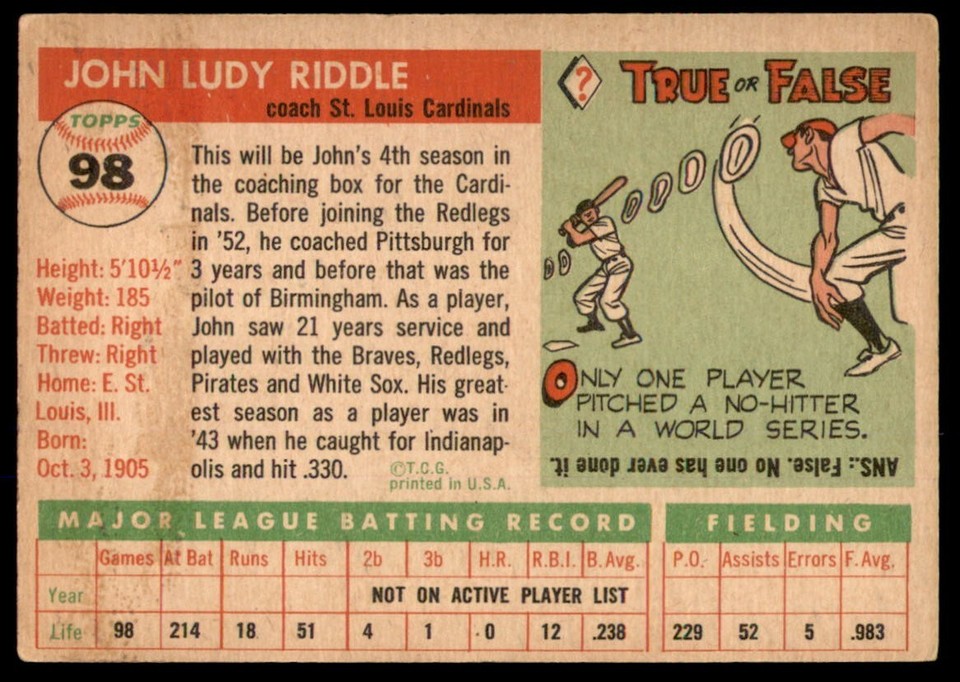 JOHN LUDY RIDDLE
coach St. Louis Cardinals
TOPPS
98
Height: 5'10½"
Weight: 185
Batted: Right
Threw: Right
Home: E. St.
Louis, Ill.
Born:
Oct. 3, 1905
This will be John's 4th season in
the coaching box for the Cardi-
nals. Before joining the Redlegs
in '52, he coached Pittsburgh for
3 years and before that was the
pilot of Birmingham. As a player,
John saw 21 years service and
played with the Braves, Redlegs,
Pirates and White Sox. His great-
est season as a player was in
'43 when he caught for Indianap-
olis and hit .330.
©T.C.G.
printed in U.S.A.
?
TRUE OR FALSE
ONLY ONE PLAYER
PITCHED A NO-HITTER
IN A WORLD SERIES.
ANS.: False. No one has ever done it.
MAJOR LEAGUE BATTING RECORD FIELDING
Games At Bat Runs Hits 2b 3b H.R. R.B.I. B.Avg. P.O. Assists Errors F.Avg.
Year NOT ON ACTIVE PLAYER LIST
Life 98 214 18 51 4 1 0 12 .238 229 52 5 .983